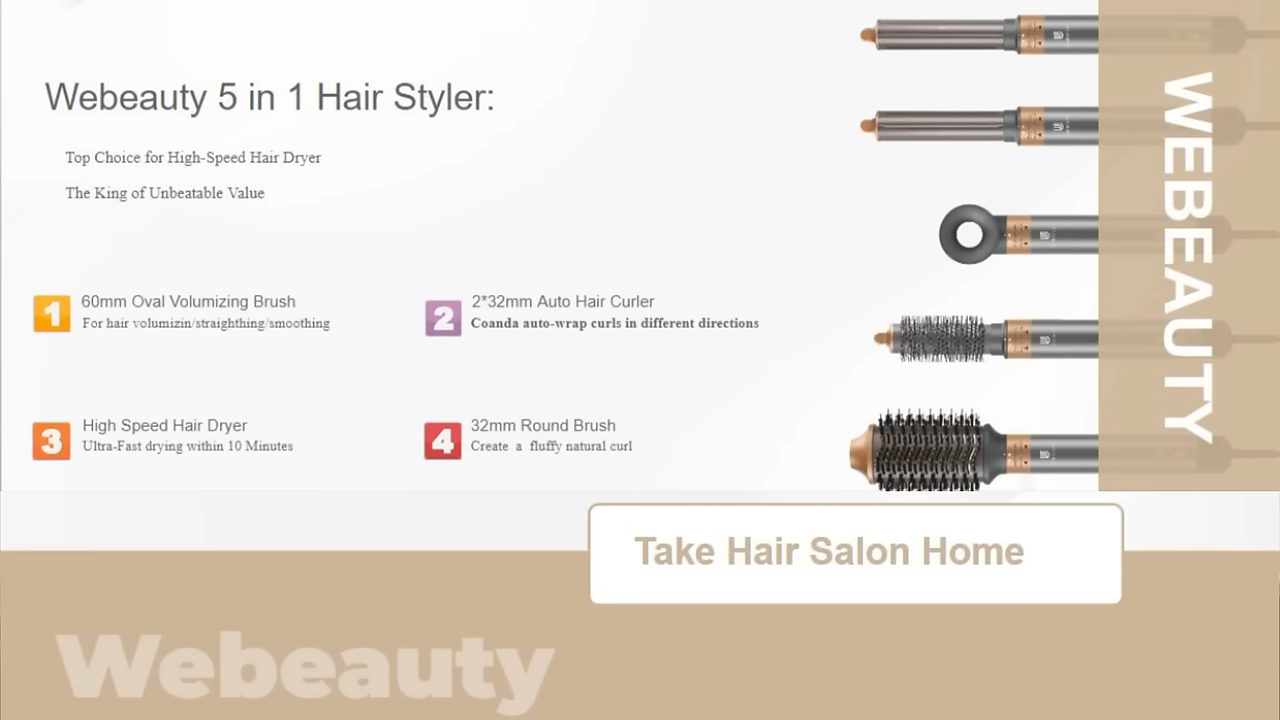 Webeauty 5 in 1 Hair Styler:
Top Choice for High-Speed Hair Dryer
The King of Unbeatable Value
1
60mm Oval Volumizing Brush
For hair volumizin/straighthing/smoothing
2
2*32mm Auto Hair Curler
Coanda auto-wrap curls in different directions
3
High Speed Hair Dryer
Ultra-Fast drying within 10 Minutes
4
32mm Round Brush
Create a fluffy natural curl
WEBEAUTY
Take Hair Salon Home
Webeauty